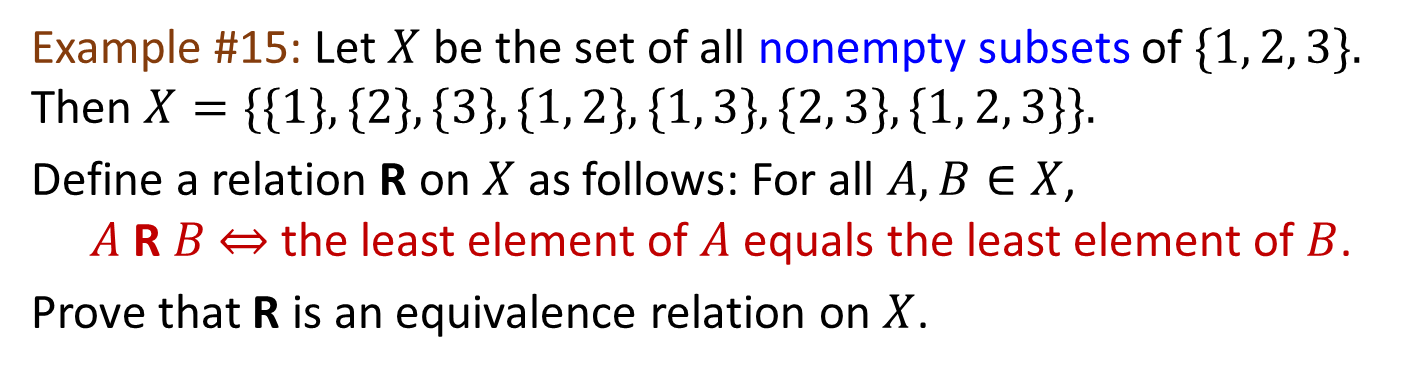 Example #15: Let X be the set of all nonempty subsets of {1, 2, 3}.
Then X = {{1}, {2}, {3}, {1, 2}, {1, 3}, {2, 3}, {1, 2, 3}}.
Define a relation R on X as follows: For all A, B ∈ X,
A R B ⇔ the least element of A equals the least element of B.
Prove that R is an equivalence relation on X.